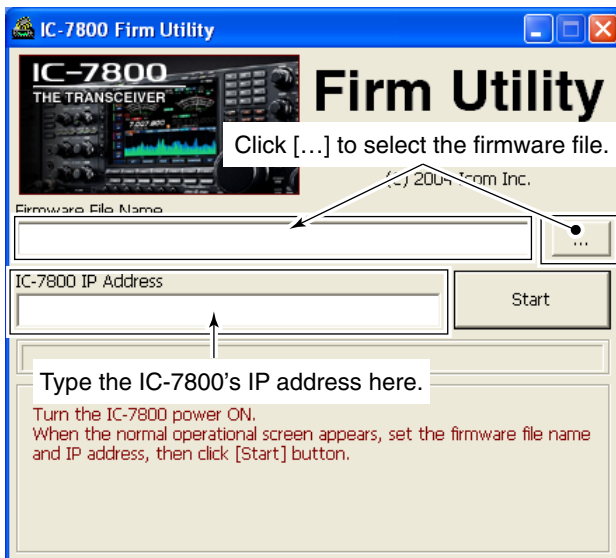 IC-7800 Firm Utility
IC-7800
THE TRANSCEIVER
Firm Utility
Click […] to select the firmware file.
(C) 2004 Icom Inc.
Firmware File Name
...
IC-7800 IP Address
Start
Type the IC-7800's IP address here.
Turn the IC-7800 power ON.
When the normal operational screen appears, set the firmware file name
and IP address, then click [Start] button.